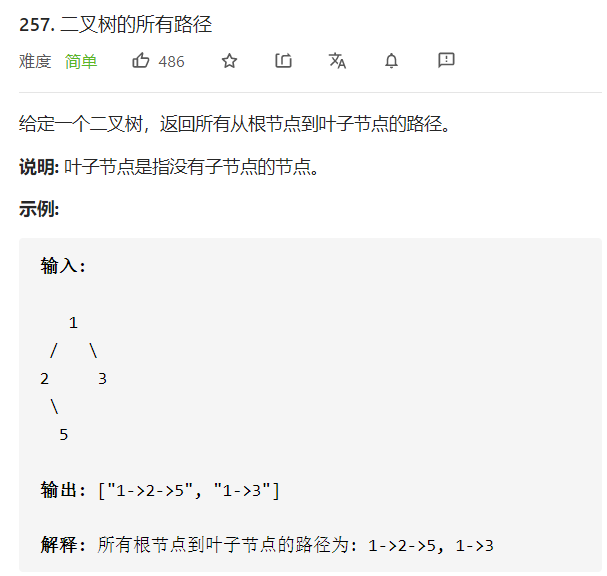 257. 二叉树的所有路径
难度 简单 486
给定一个二叉树，返回所有从根节点到叶子节点的路径。
说明: 叶子节点是指没有子节点的节点。
示例:
输入:
1
/ \
2 3
\
5
输出: ["1->2->5", "1->3"]
解释: 所有根节点到叶子节点的路径为: 1->2->5, 1->3